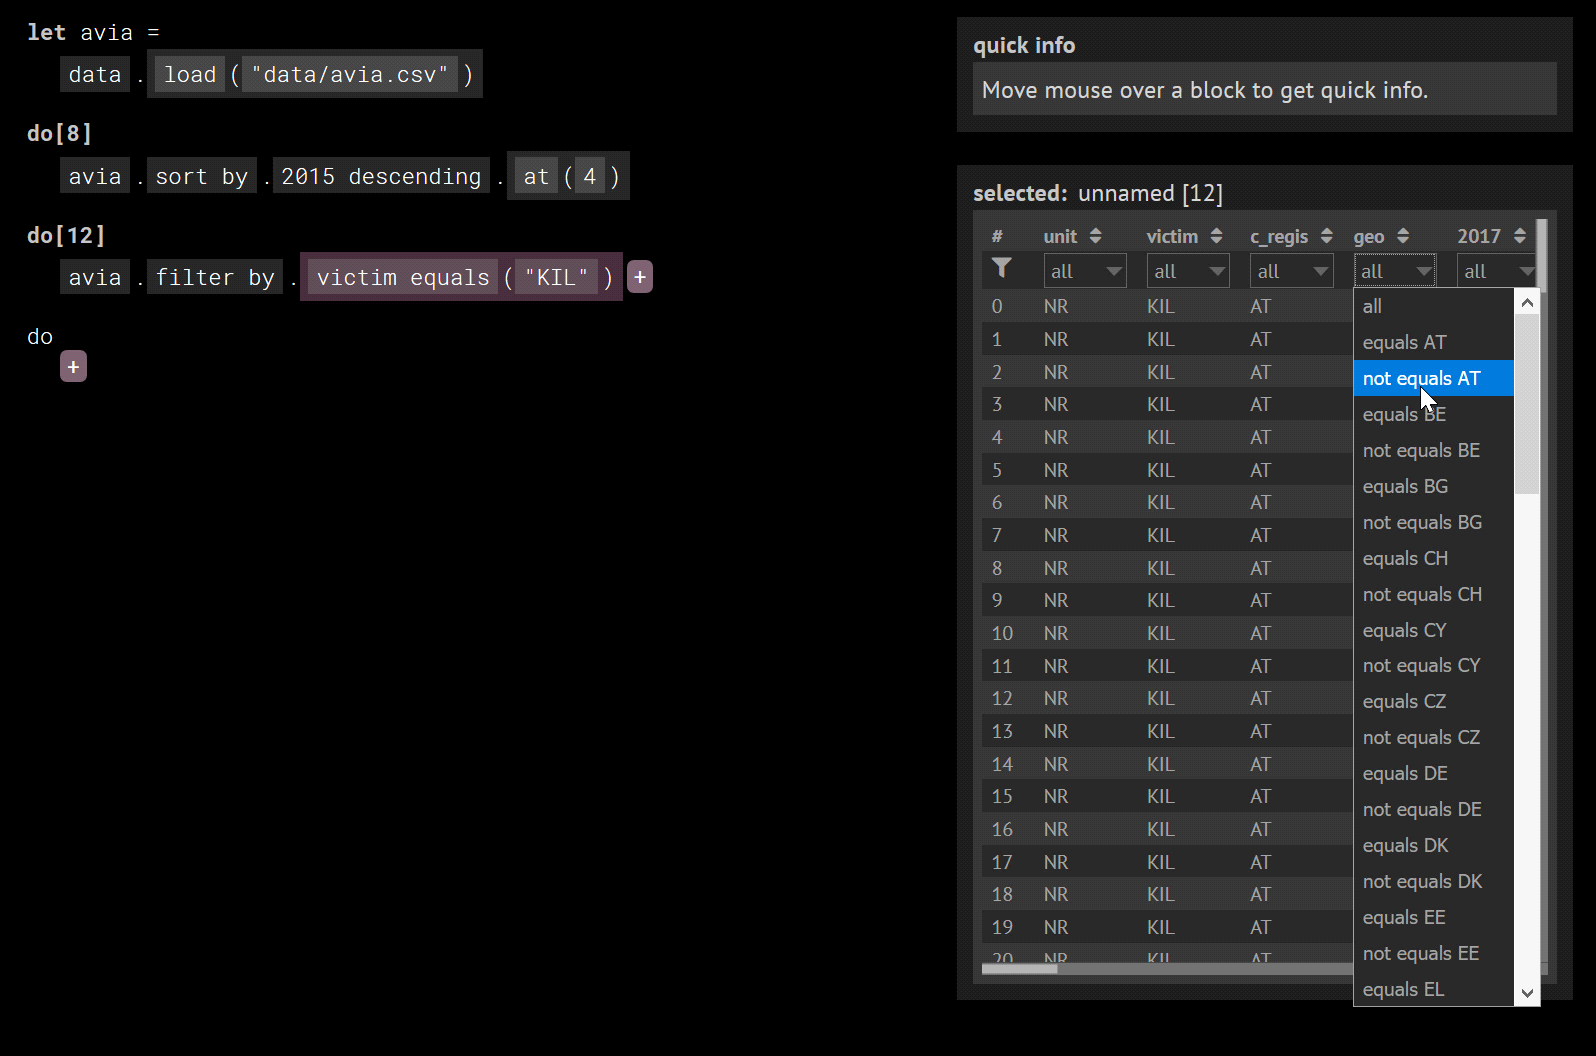 let avia =
data . load ( "data/avia.csv" )
do[8]
avia . sort by . 2015 descending . at ( 4 )
do[12]
avia . filter by . victim equals ( "KIL" ) +
do
+
quick info
Move mouse over a block to get quick info.
selected: unnamed [12]
# unit victim c_regis geo 2017
all all all all all
0 NR KIL AT
1 NR KIL AT
2 NR KIL AT
3 NR KIL AT
4 NR KIL AT
5 NR KIL AT
6 NR KIL AT
7 NR KIL AT
8 NR KIL AT
9 NR KIL AT
10 NR KIL AT
11 NR KIL AT
12 NR KIL AT
13 NR KIL AT
14 NR KIL AT
15 NR KIL AT
16 NR KIL AT
17 NR KIL AT
18 NR KIL AT
19 NR KIL AT
20 NR KIL AT
all
equals AT
not equals AT
equals BE
not equals BE
equals BG
not equals BG
equals CH
not equals CH
equals CY
not equals CY
equals CZ
not equals CZ
equals DE
not equals DE
equals DK
not equals DK
equals EE
not equals EE
equals EL